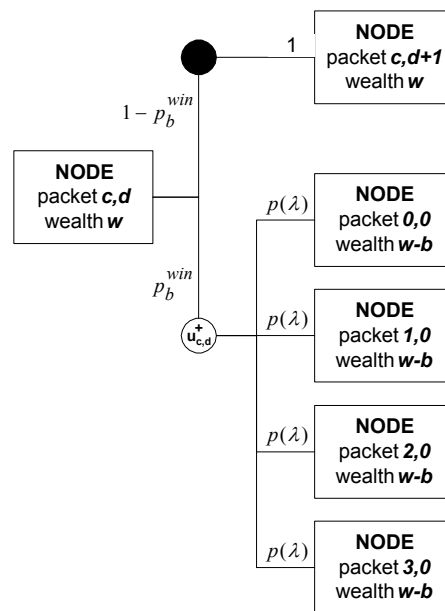 NODE
packet c,d+1
wealth w
1
1 − p_b^win
NODE
packet c,d
wealth w
p_b^win
u_c,d^+
p(λ)
NODE
packet 0,0
wealth w-b
p(λ)
NODE
packet 1,0
wealth w-b
p(λ)
NODE
packet 2,0
wealth w-b
p(λ)
NODE
packet 3,0
wealth w-b